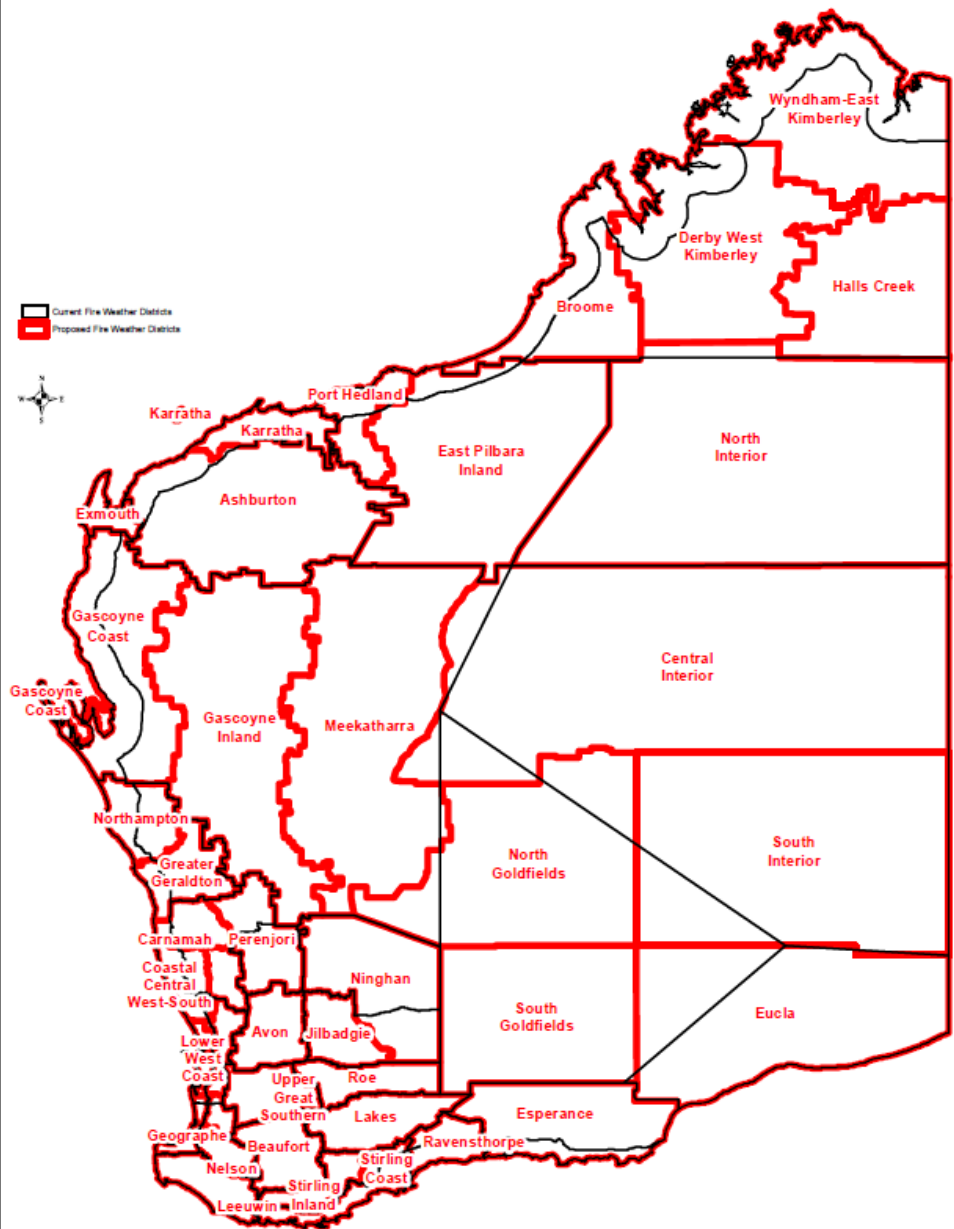 Wyndham-East
Kimberley
Derby West
Kimberley
Halls Creek
Broome
Current Fire Weather Districts
Proposed Fire Weather Districts
N
W
E
S
Port Hedland
Karratha
Karratha
North
Interior
East Pilbara
Inland
Ashburton
Exmouth
Gascoyne
Coast
Central
Interior
Gascoyne
Coast
Gascoyne
Inland
Meekatharra
Northampton
South
Interior
North
Goldfields
Greater
Geraldton
Carnamah
Perenjori
Coastal
Central
West-South
Ninghan
South
Goldfields
Eucla
Avon
Jilbadgie
Lower
West
Coast
Upper
Great
Southern
Roe
Lakes
Esperance
Geographe
Beaufort
Ravensthorpe
Nelson
Stirling
Coast
Stirling
Inland
Leeuwin